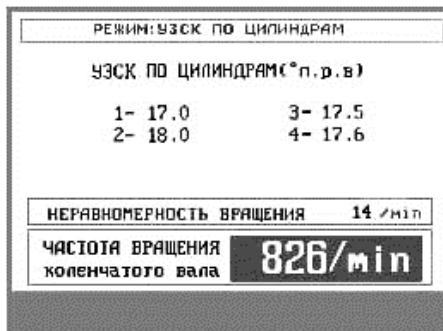 РЕЖИМ:УЗСК ПО ЦИЛИНДРАМ
УЗСК ПО ЦИЛИНДРАМ(°п.р.в)
1- 17.0 3- 17.5
2- 18.0 4- 17.6
НЕРАВНОМЕРНОСТЬ ВРАЩЕНИЯ 14 /min
ЧАСТОТА ВРАЩЕНИЯ 826/min
коленчатого вала